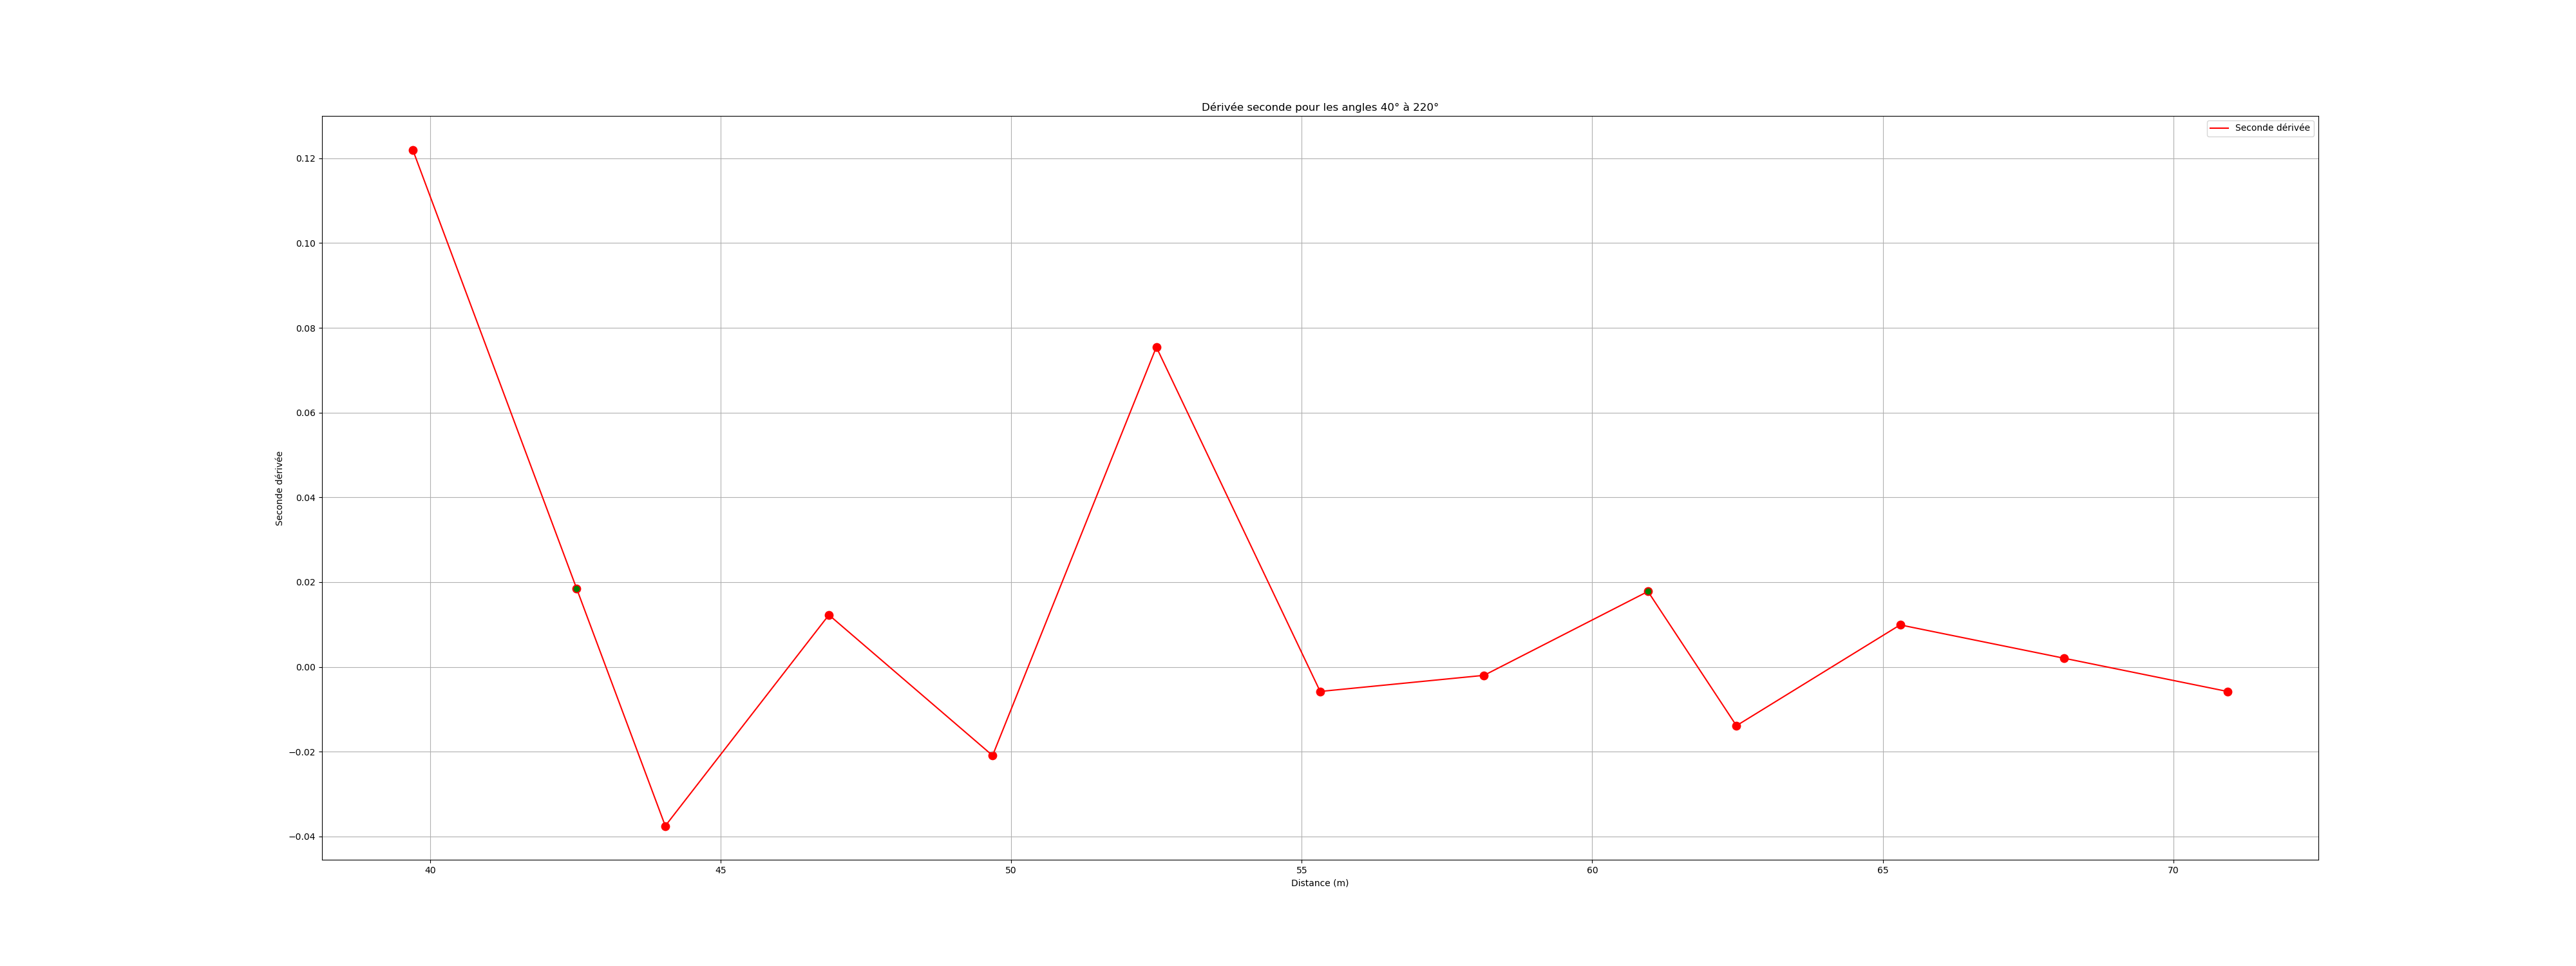 Dérivée seconde pour les angles 40° à 220°
Seconde dérivée
0.12
0.10
0.08
0.06
0.04
0.02
0.00
−0.02
−0.04
Seconde dérivée
40 45 50 55 60 65 70
Distance (m)